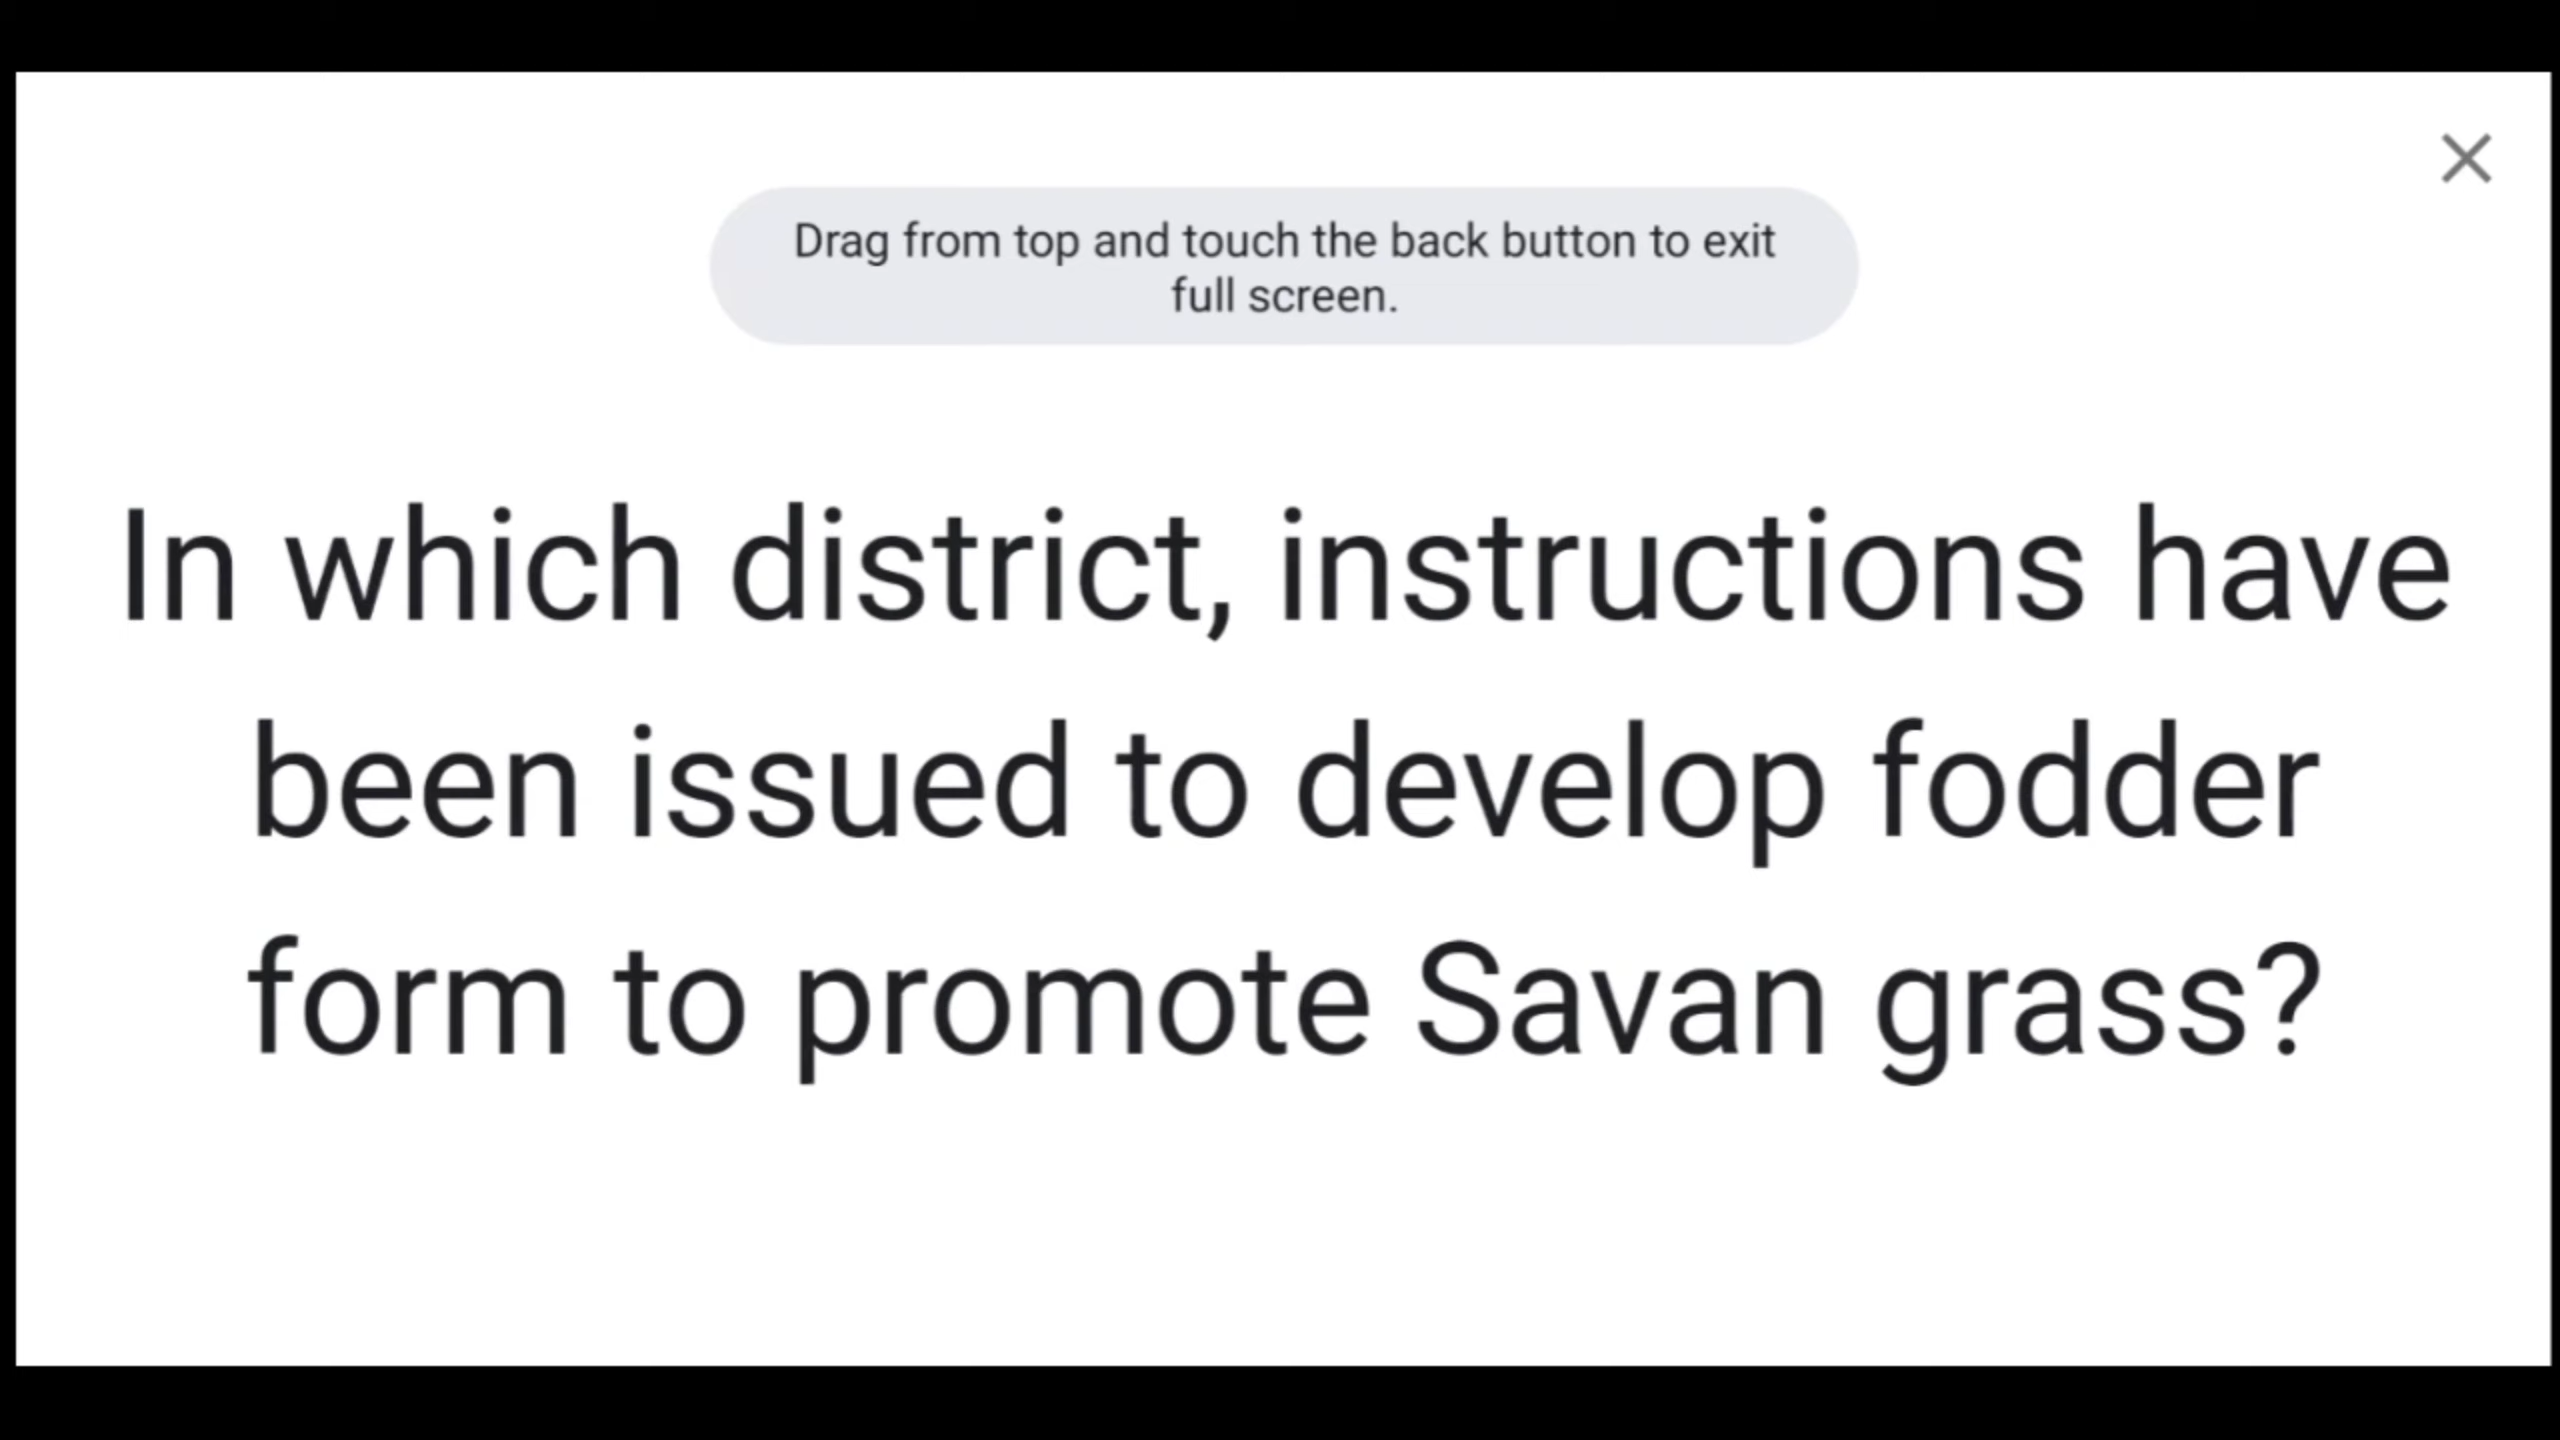 Drag from top and touch the back button to exit
full screen.
In which district, instructions have
been issued to develop fodder
form to promote Savan grass?